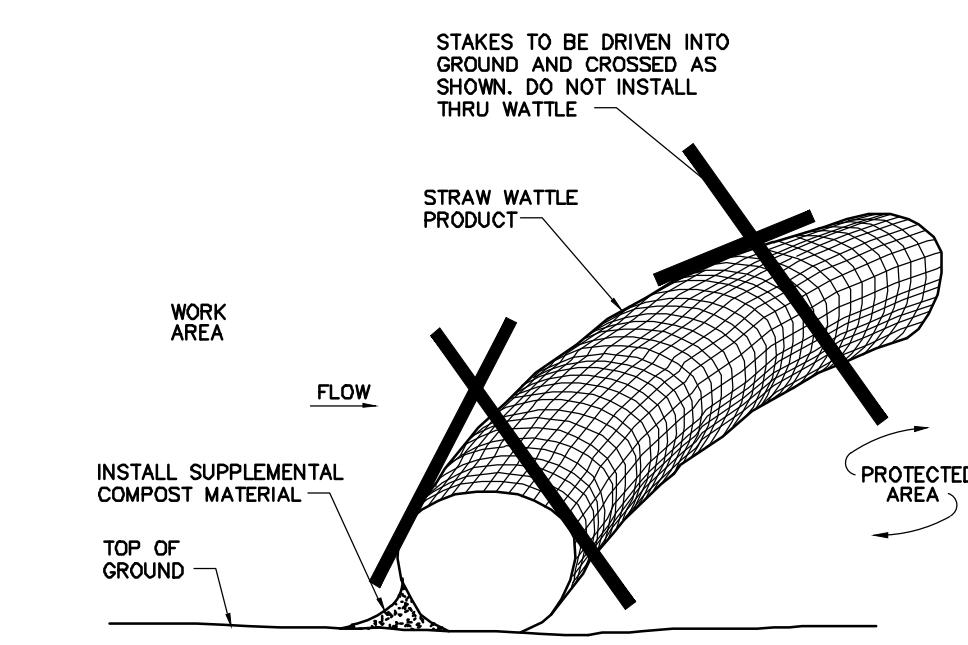 STAKES TO BE DRIVEN INTO
GROUND AND CROSSED AS
SHOWN. DO NOT INSTALL
THRU WATTLE
STRAW WATTLE
PRODUCT
WORK
AREA
FLOW
INSTALL SUPPLEMENTAL
COMPOST MATERIAL
PROTECTED
AREA
TOP OF
GROUND